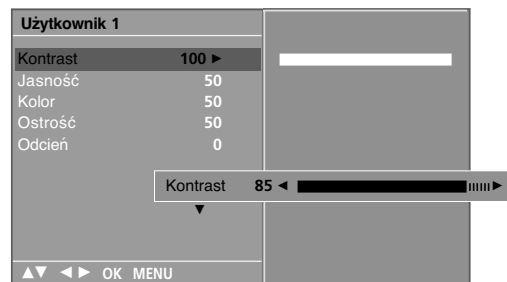 Użytkownik 1
Kontrast 100 ►
Jasność 50
Kolor 50
Ostrość 50
Odcień 0
Kontrast 85 ◄ ►
▼
▲▼ ◄► OK MENU